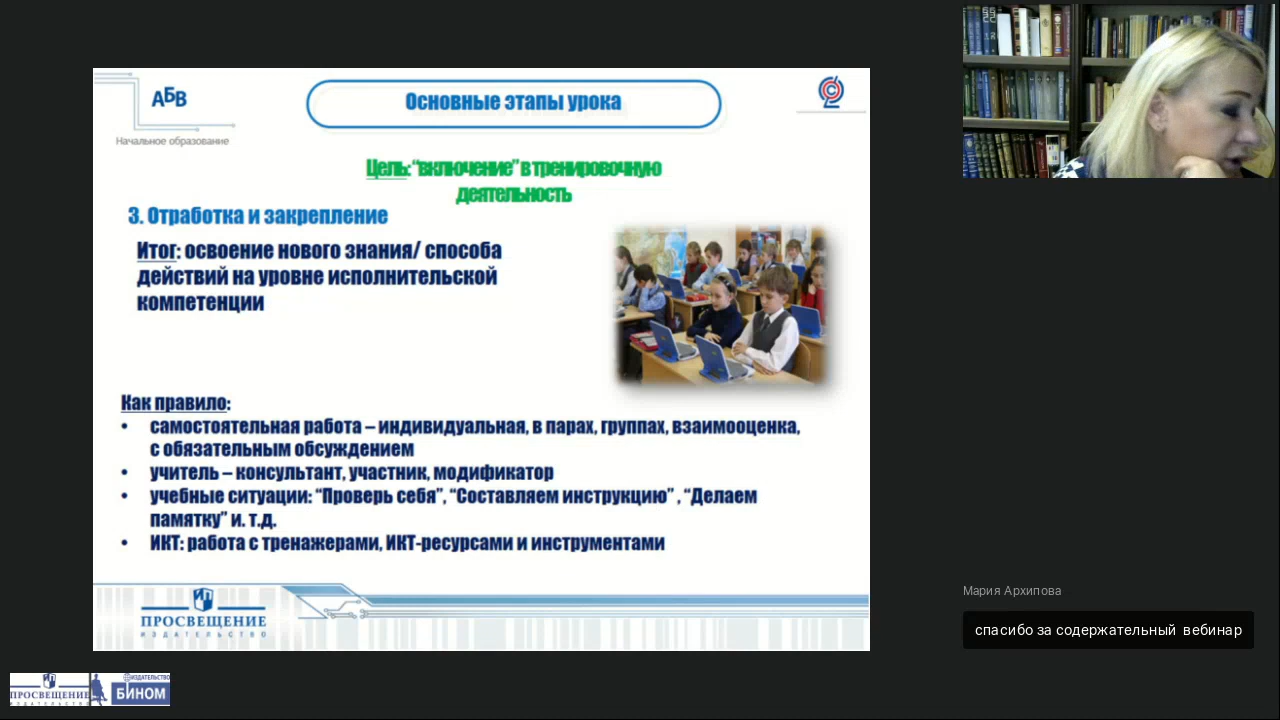 АБВ
Начальное образование
Основные этапы урока
Цель: “включение” в тренировочную
деятельность
3. Отработка и закрепление
Итог: освоение нового знания/ способа
действий на уровне исполнительской
компетенции
Как правило:
• самостоятельная работа – индивидуальная, в парах, группах, взаимооценка,
с обязательным обсуждением
• учитель – консультант, участник, модификатор
• учебные ситуации: “Проверь себя”, “Составляем инструкцию” , “Делаем
памятку” и. т.д.
• ИКТ: работа с тренажерами, ИКТ-ресурсами и инструментами
ПРОСВЕЩЕНИЕ
ИЗДАТЕЛЬСТВО
Мария Архипова
спасибо за содержательный вебинар
ПРОСВЕЩЕНИЕ
ИЗДАТЕЛЬСТВО
ИЗДАТЕЛЬСТВО
БИНОМ